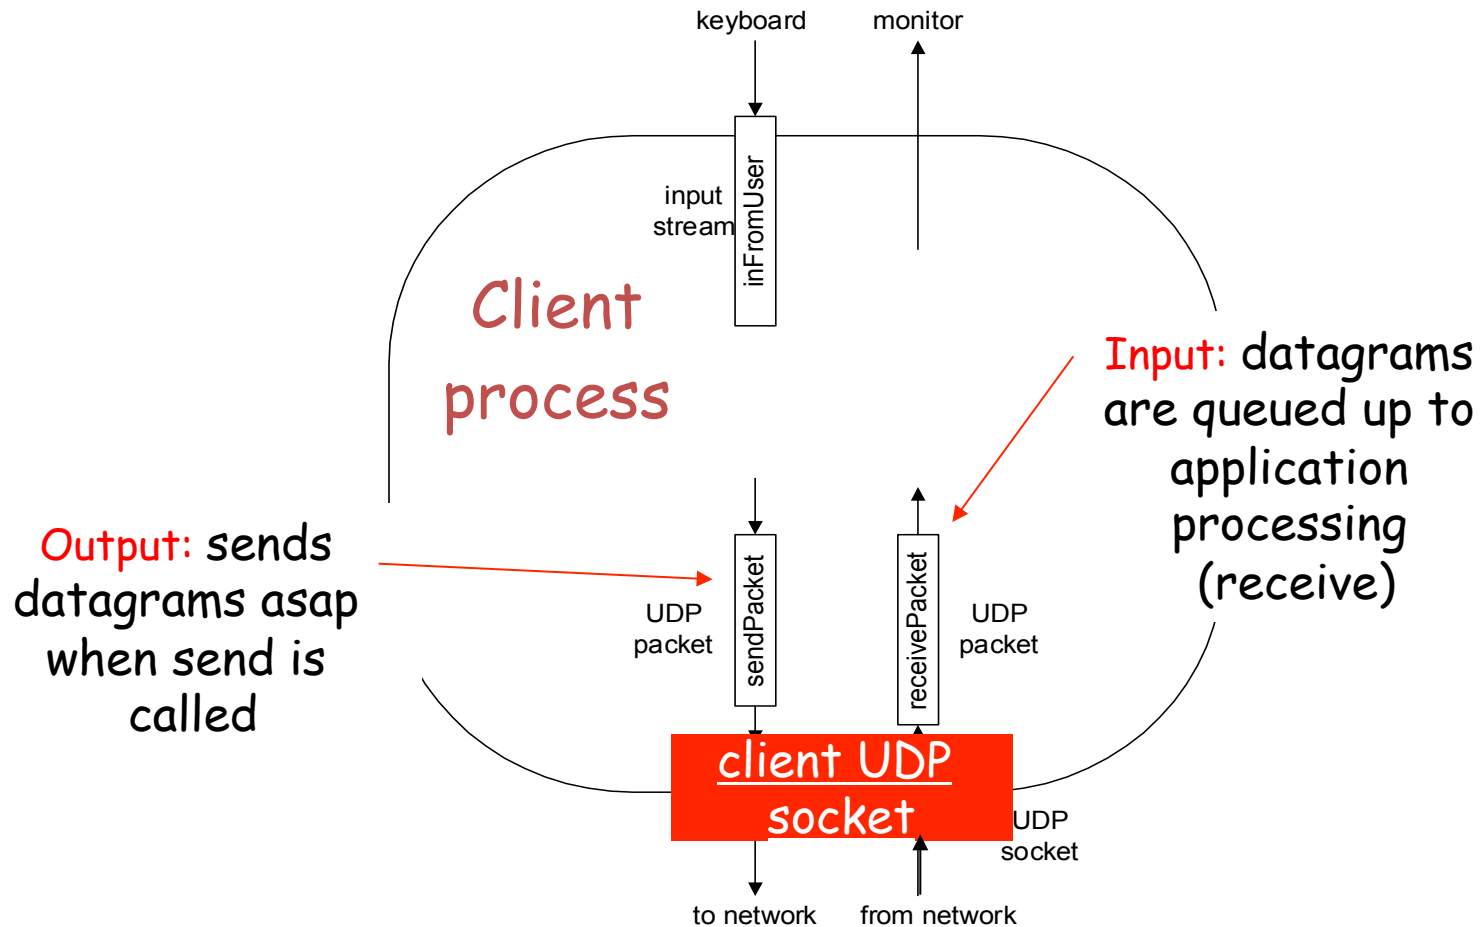 keyboard
monitor
input
stream
inFromUser
Client
process
Input: datagrams
are queued up to
application
processing
(receive)
Output: sends
datagrams asap
when send is
called
UDP
packet
sendPacket
receivePacket
UDP
packet
client UDP
socket
UDP
socket
to network
from network